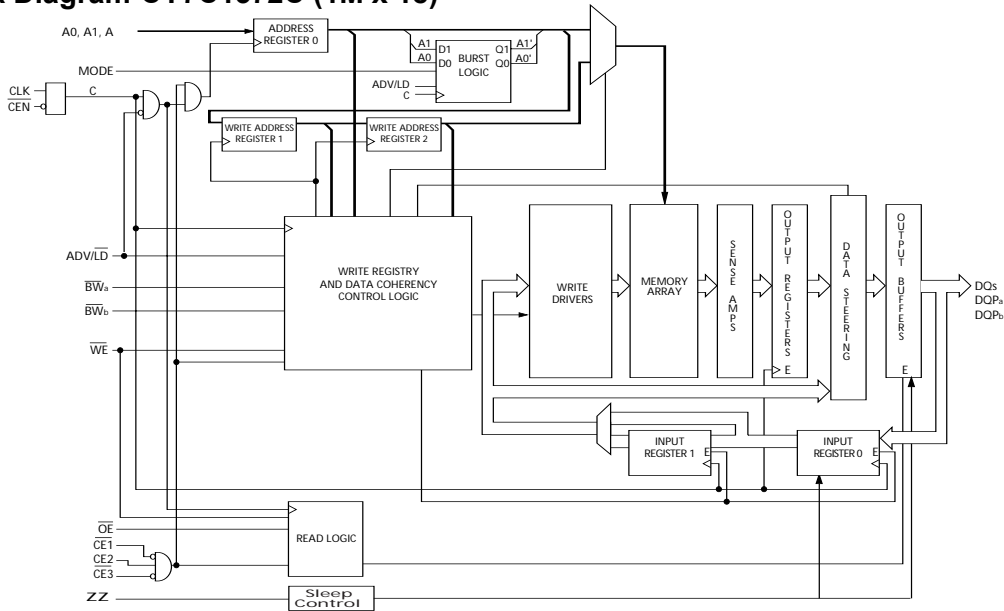 Diagram CY7C1372C (1M x 18)
A0, A1, A
ADDRESS
REGISTER 0
A1
A0
D1
D0
BURST
LOGIC
Q1
Q0
A1'
A0'
MODE
ADV/LD
C
CLK
CEN
C
WRITE ADDRESS
REGISTER 1
WRITE ADDRESS
REGISTER 2
ADV/LD
BWa
BWb
WE
WRITE REGISTRY
AND DATA COHERENCY
CONTROL LOGIC
WRITE
DRIVERS
MEMORY
ARRAY
SENSE AMPS
OUTPUT REGISTERS
E
DATA STEERING
OUTPUT BUFFERS
E
DQs
DQPa
DQPb
INPUT
REGISTER 1
E
INPUT
REGISTER 0
E
OE
CE1
CE2
CE3
READ LOGIC
ZZ
Sleep
Control